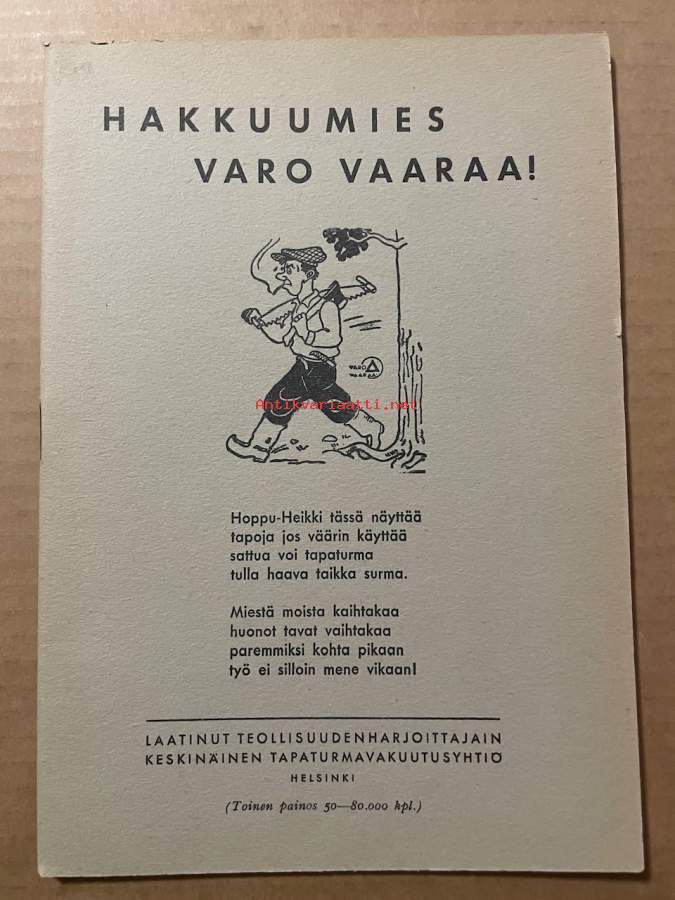 HAKKUUMIES
VARO VAARAA!
VARO
VAARAA!
Antikvariaatti.net
Hoppu-Heikki tässä näyttää
tapoja jos väärin käyttää
sattua voi tapaturma
tulla haava taikka surma.
Miestä moista kaihtakaa
huonot tavat vaihtakaa
paremmiksi kohta pikaan
työ ei silloin mene vikaan!
LAATINUT TEOLLISUUDENHARJOITTAJAIN
KESKINÄINEN TAPATURMAVAKUUTUSYHTIÖ
HELSINKI
(Toinen painos 50—80.000 kpl.)